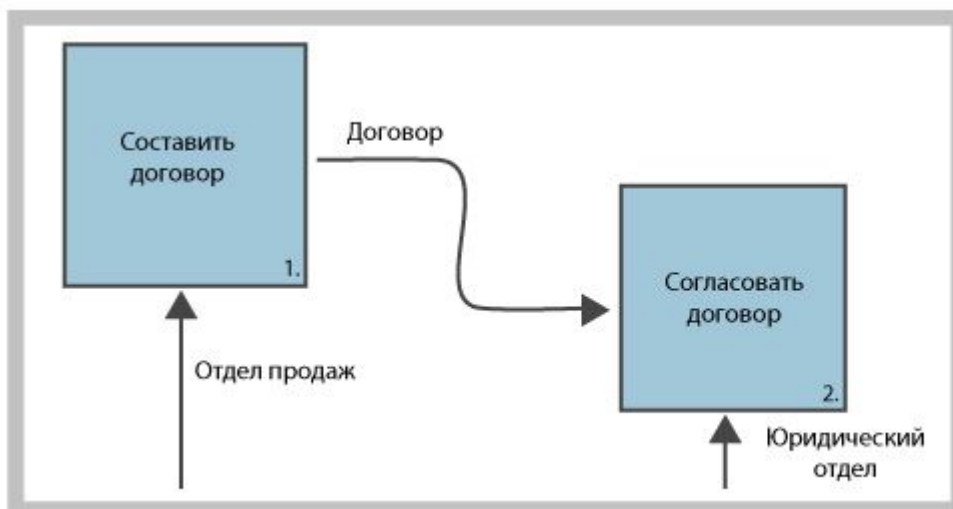 Составить
договор
1.
Договор
Отдел продаж
Согласовать
договор
2.
Юридический
отдел